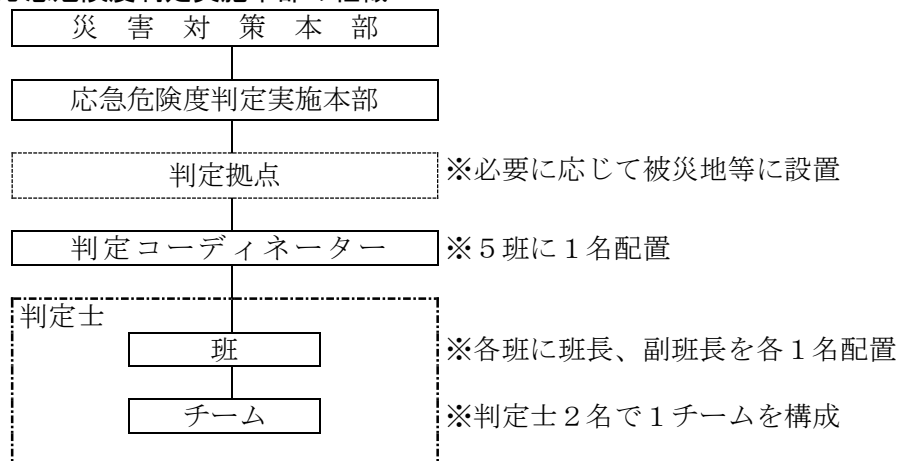 災害対策本部
応急危険度判定実施本部
判定拠点
※必要に応じて被災地等に設置
判定コーディネーター
※５班に１名配置
判定士
班
※各班に班長、副班長を各１名配置
チーム
※判定士２名で１チームを構成